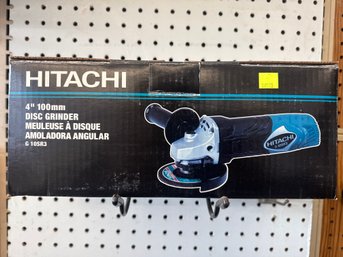 HITACHI
4" 100mm
DISC GRINDER
MEULEUSE À DISQUE
AMOLADORA ANGULAR
G 10SR3
HITACHI